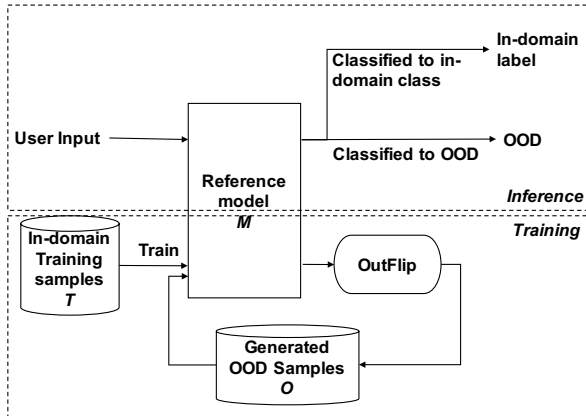 In-domain
label
Classified to in-
domain class
User Input
OOD
Classified to OOD
Reference
model
M
Inference
Training
In-domain
Training
samples
T
Train
OutFlip
Generated
OOD Samples
O